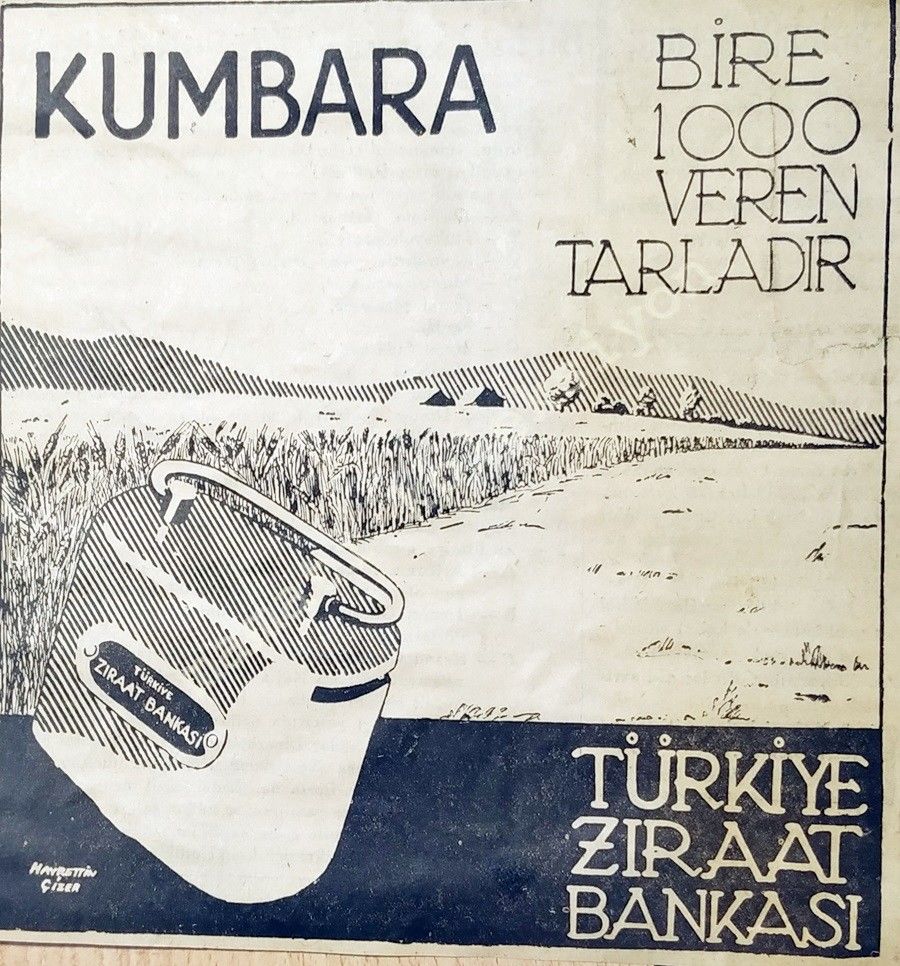 KUMBARA
BİRE
1000
VEREN
TARLADIR
TÜRKİYE
ZİRAAT BANKASI
TÜRKİYE
ZİRAAT
BANKASI
HAYRETTİN
ÇİZER